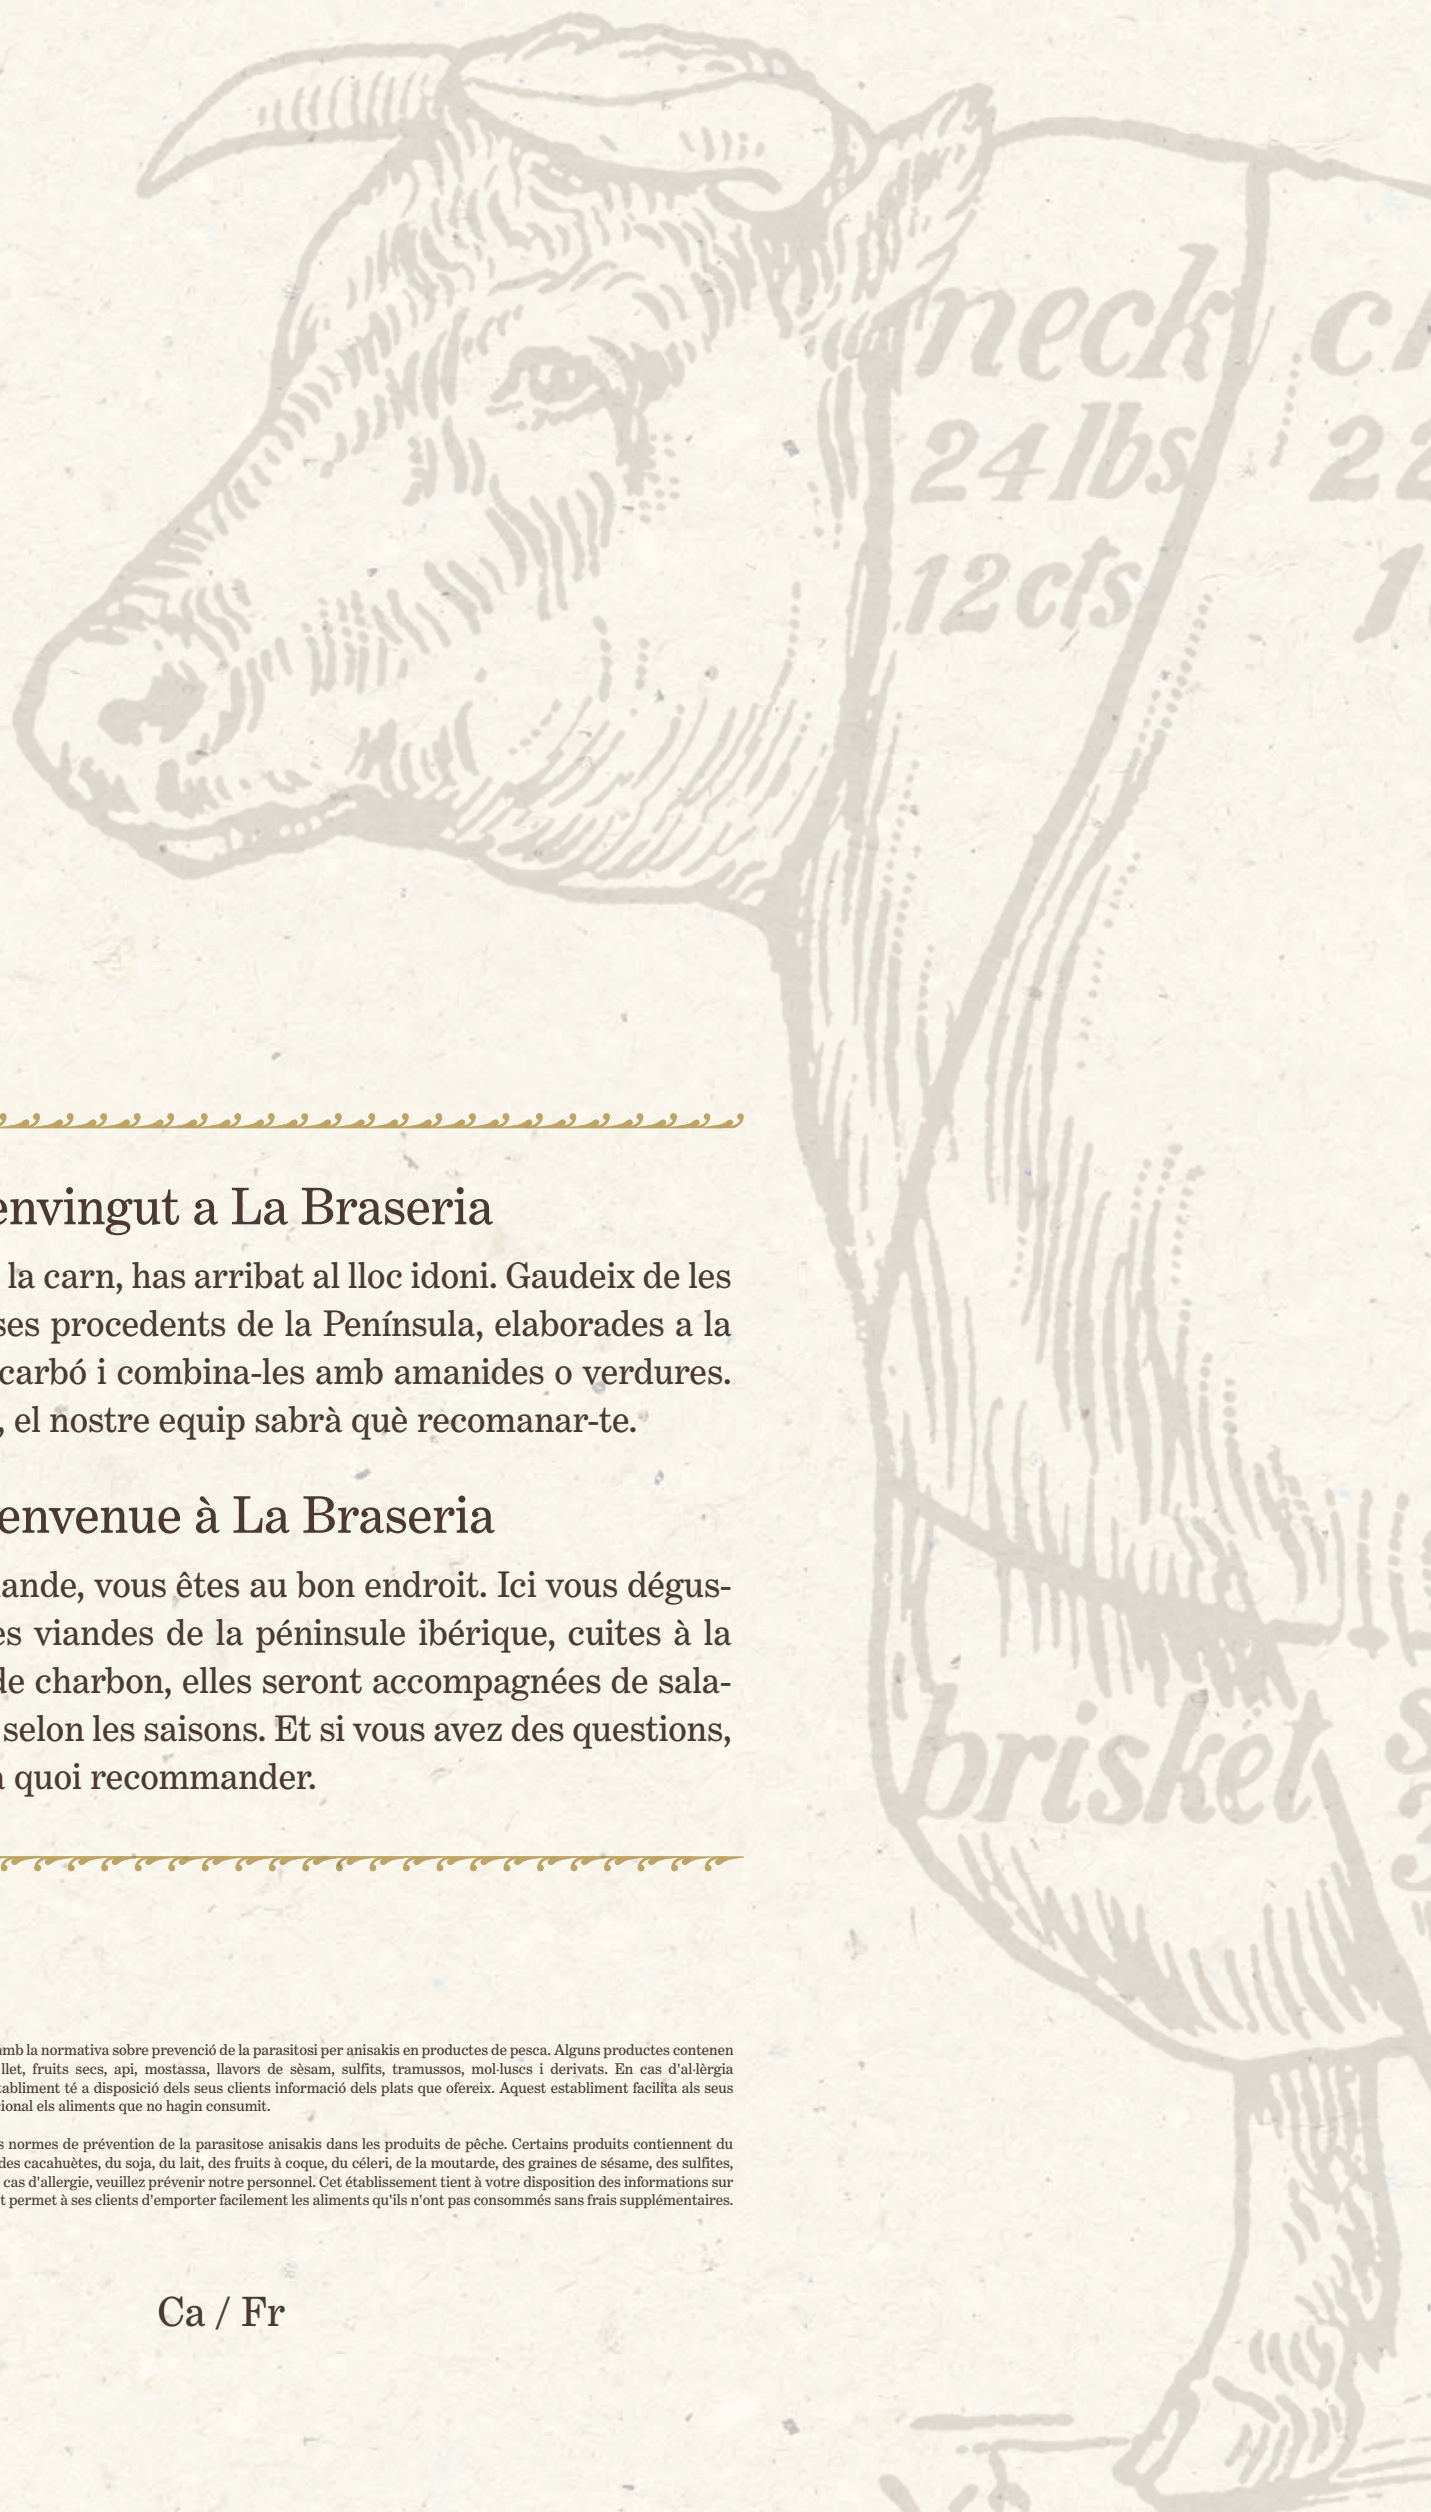 neck
24 lbs
12 cts
envingut a La Braseria
la carn, has arribat al lloc idoni. Gaudeix de les
ses procedents de la Península, elaborades a la
carbó i combina-les amb amanides o verdures.
, el nostre equip sabrà què recomanar-te.
envenue à La Braseria
ande, vous êtes au bon endroit. Ici vous dégus-
es viandes de la péninsule ibérique, cuites à la
de charbon, elles seront accompagnées de sala-
selon les saisons. Et si vous avez des questions,
quoi recommander.
brisket
amb la normativa sobre prevenció de la parasitosi per anisakis en productes de pesca. Alguns productes contenen
llet, fruits secs, api, mostassa, llavors de sèsam, sulfits, tramussos, mol·luscs i derivats. En cas d'al·lèrgia
tabliment té a disposició dels seus clients informació dels plats que ofereix. Aquest establiment facilita als seus
cional els aliments que no hagin consumit.
s normes de prévention de la parasitose anisakis dans les produits de pêche. Certains produits contiennent du
des cacahuètes, du soja, du lait, des fruits à coque, du céleri, de la moutarde, des graines de sésame, des sulfites,
cas d'allergie, veuillez prévenir notre personnel. Cet établissement tient à votre disposition des informations sur
t permet à ses clients d'emporter facilement les aliments qu'ils n'ont pas consommés sans frais supplémentaires.
Ca / Fr